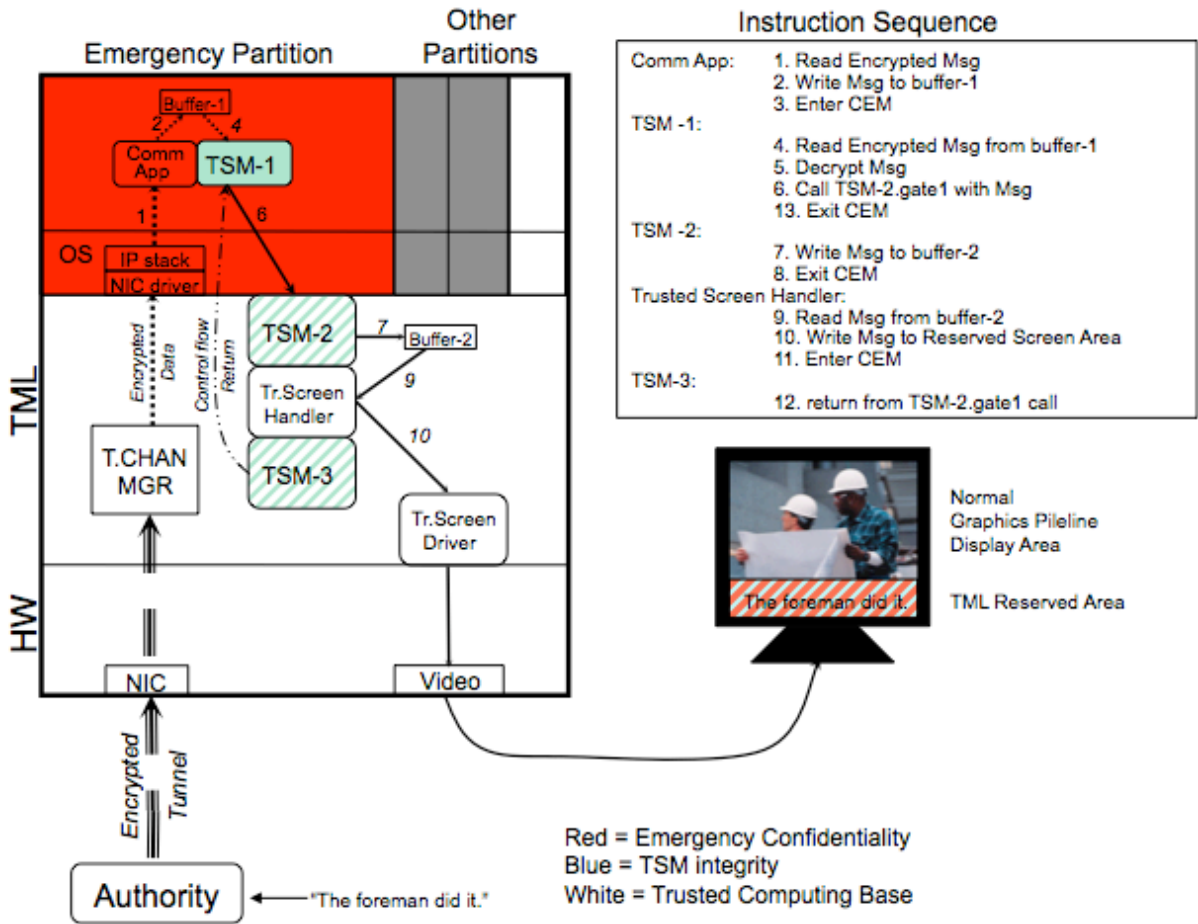 Other
Partitions
Emergency Partition
Buffer-1
2
4
Comm
App
TSM-1
1
6
OS
IP stack
NIC driver
TML
Encrypted
Data
Control flow
Return
TSM-2
7
Buffer-2
9
Tr.Screen
Handler
10
TSM-3
T.CHAN
MGR
Tr.Screen
Driver
HW
NIC
Video
Encrypted
Tunnel
Authority
"The foreman did it."
Instruction Sequence
Comm App: 1. Read Encrypted Msg
2. Write Msg to buffer-1
3. Enter CEM
TSM -1:
4. Read Encrypted Msg from buffer-1
5. Decrypt Msg
6. Call TSM-2.gate1 with Msg
13. Exit CEM
TSM -2:
7. Write Msg to buffer-2
8. Exit CEM
Trusted Screen Handler:
9. Read Msg from buffer-2
10. Write Msg to Reserved Screen Area
11. Enter CEM
TSM-3:
12. return from TSM-2.gate1 call
The foreman did it.
Normal
Graphics Pileline
Display Area
TML Reserved Area
Red = Emergency Confidentiality
Blue = TSM integrity
White = Trusted Computing Base